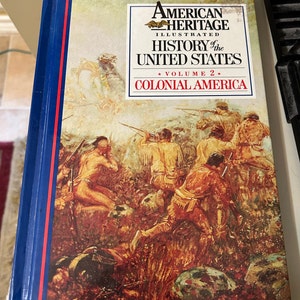 AMERICAN
HERITAGE
ILLUSTRATED
HISTORY of the
UNITED STATES
• VOLUME 2 •
COLONIAL AMERICA